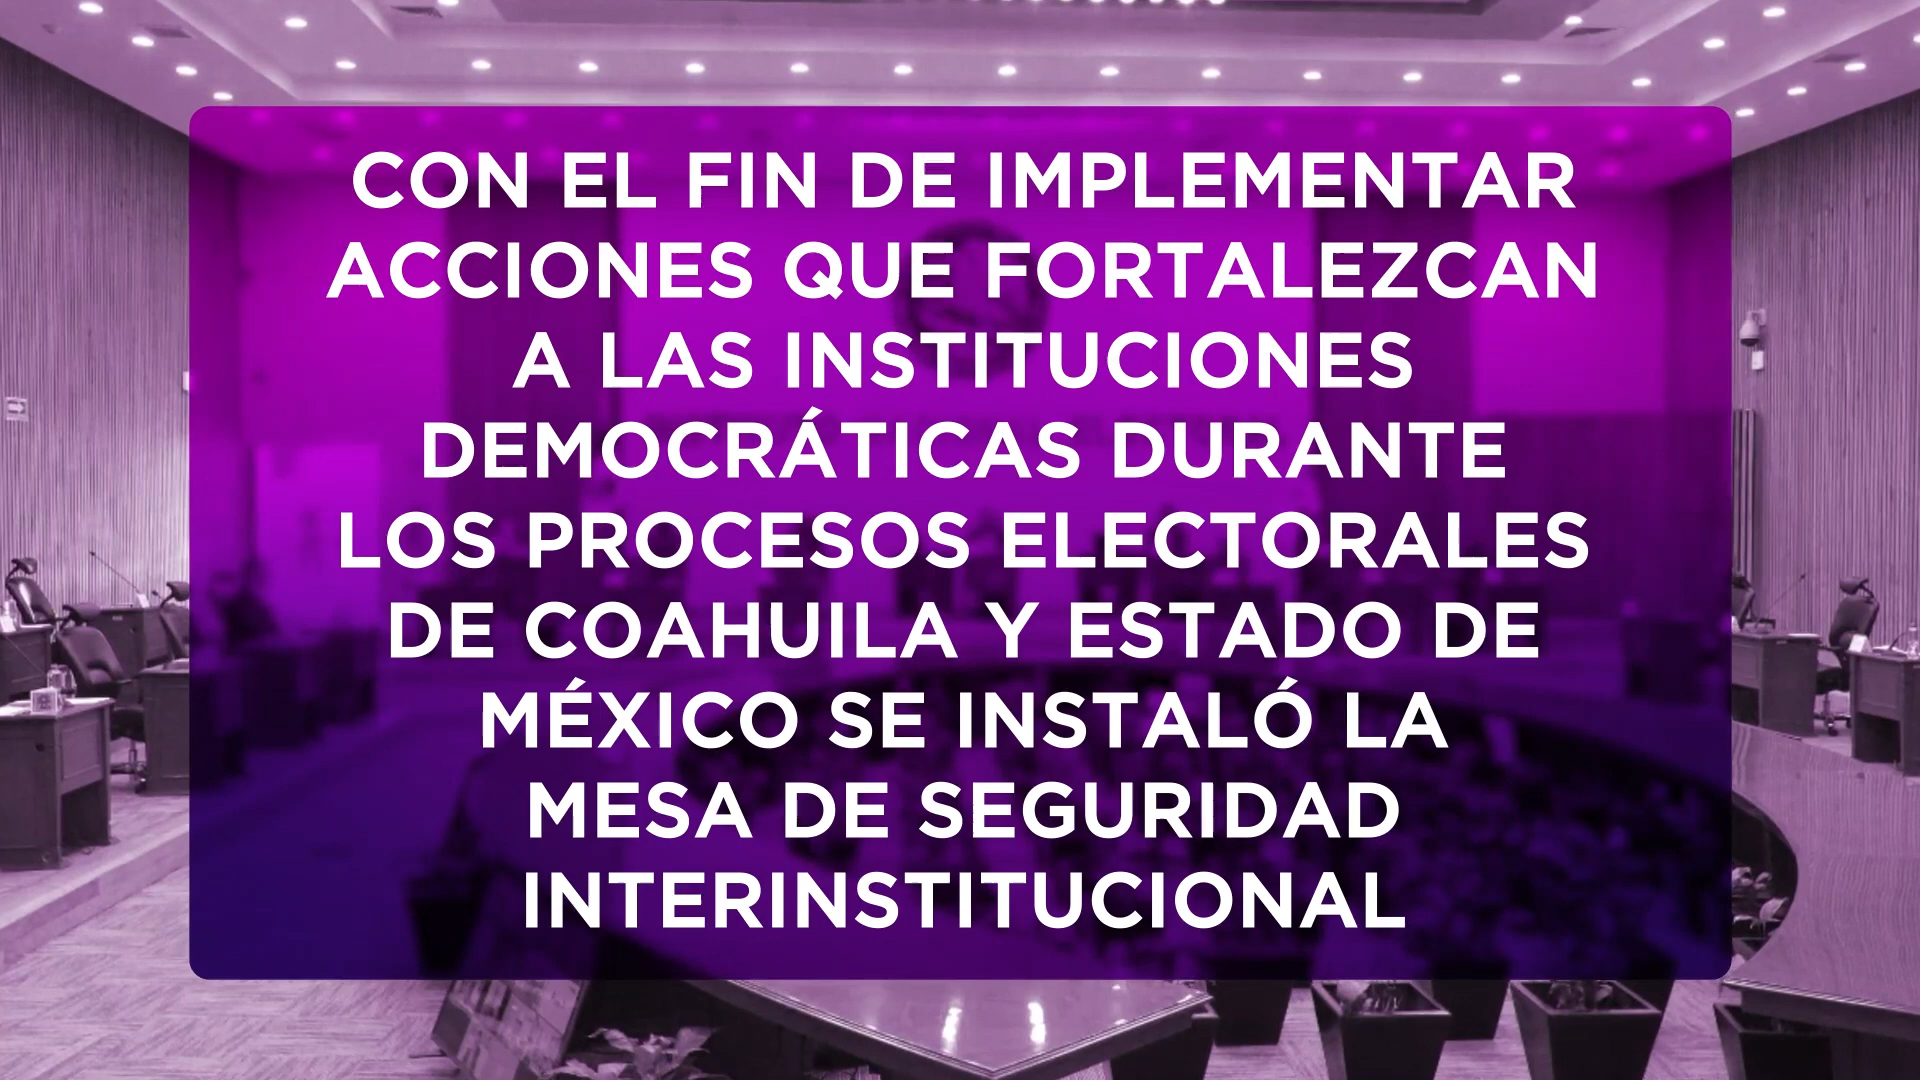 CON EL FIN DE IMPLEMENTAR
ACCIONES QUE FORTALEZCAN
A LAS INSTITUCIONES
DEMOCRÁTICAS DURANTE
LOS PROCESOS ELECTORALES
DE COAHUILA Y ESTADO DE
MÉXICO SE INSTALÓ LA
MESA DE SEGURIDAD
INTERINSTITUCIONAL